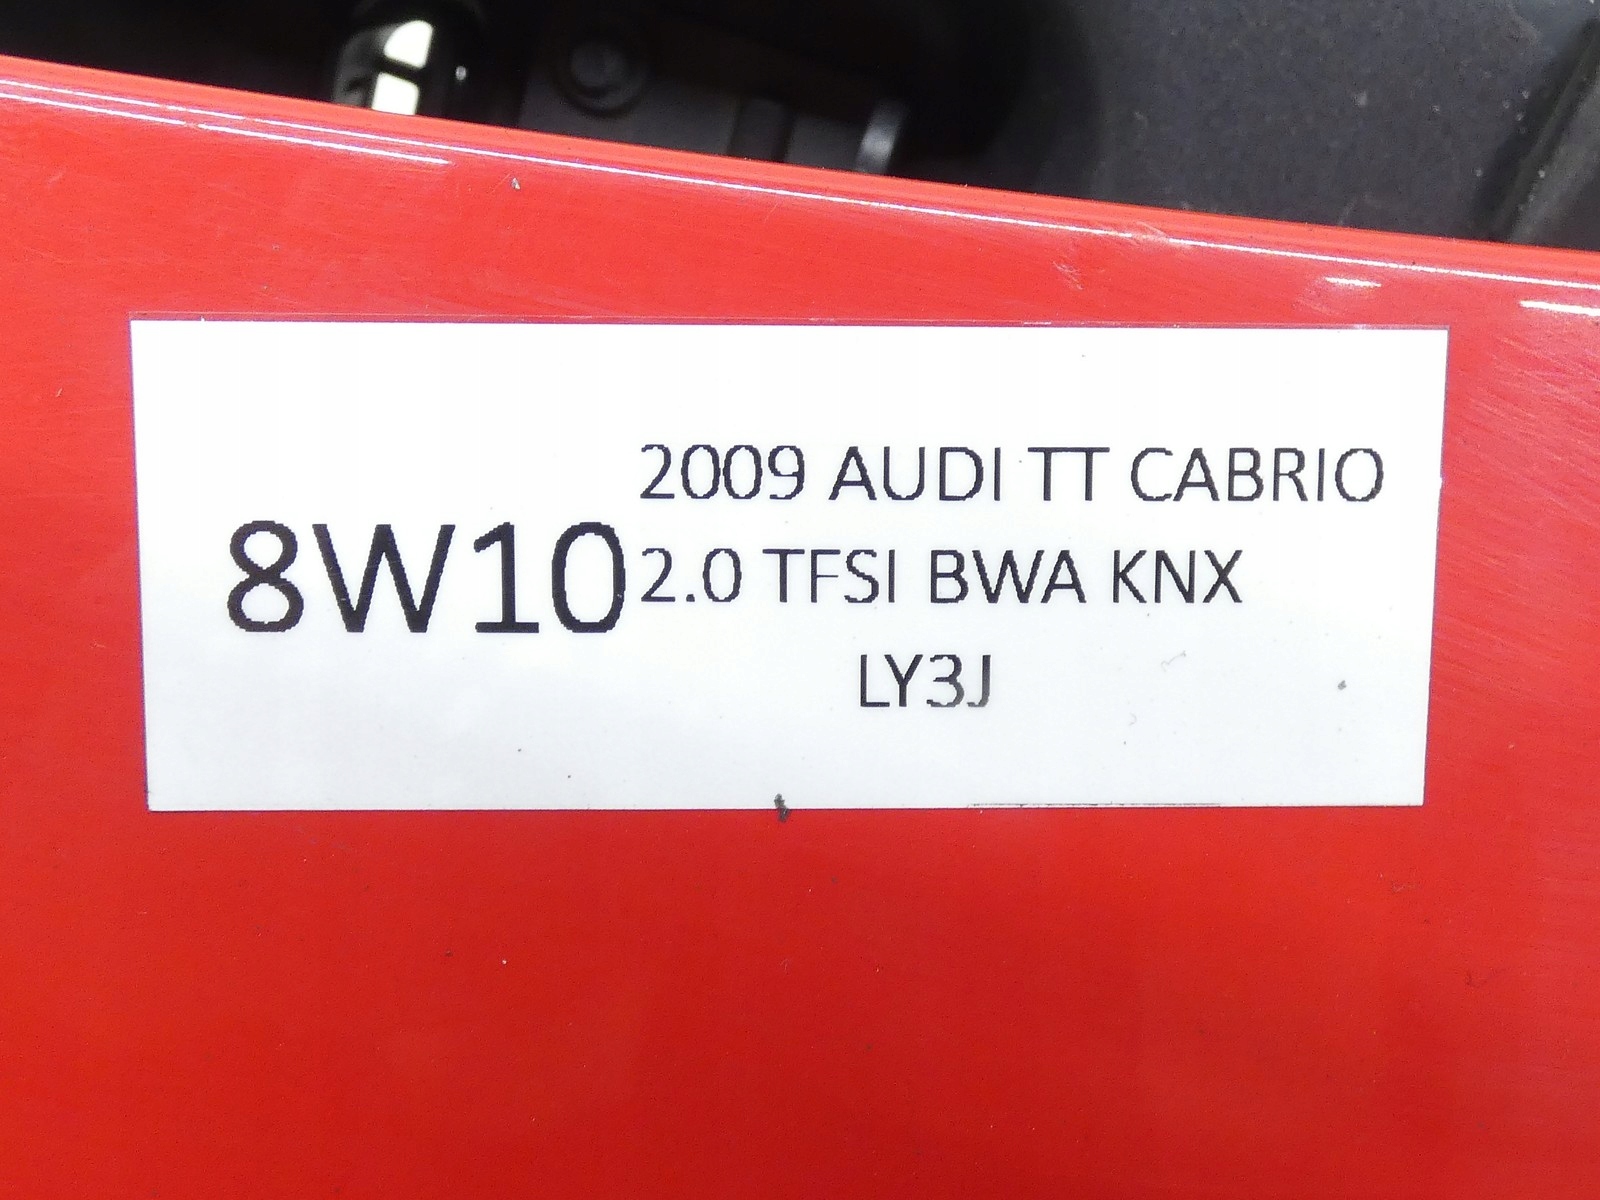 2009 AUDI TT CABRIO
8W10 2.0 TFSI BWA KNX
LY3J